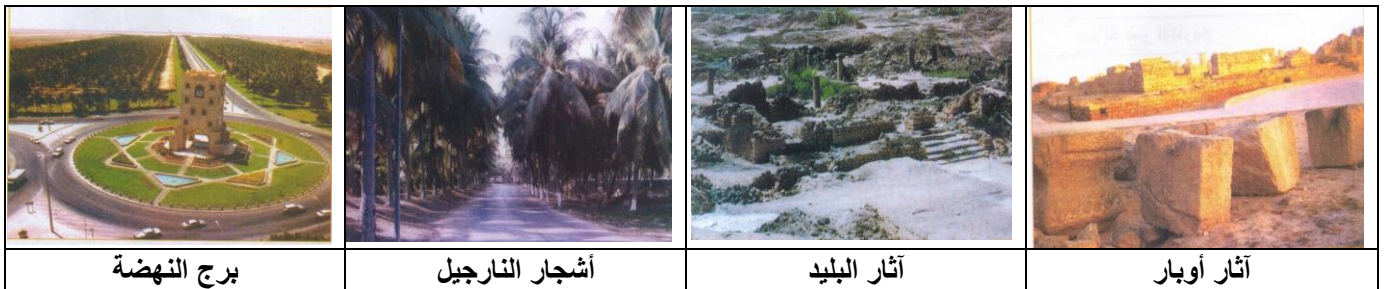 آثار أوبار
آثار البليد
أشجار النارجيل
برج النهضة